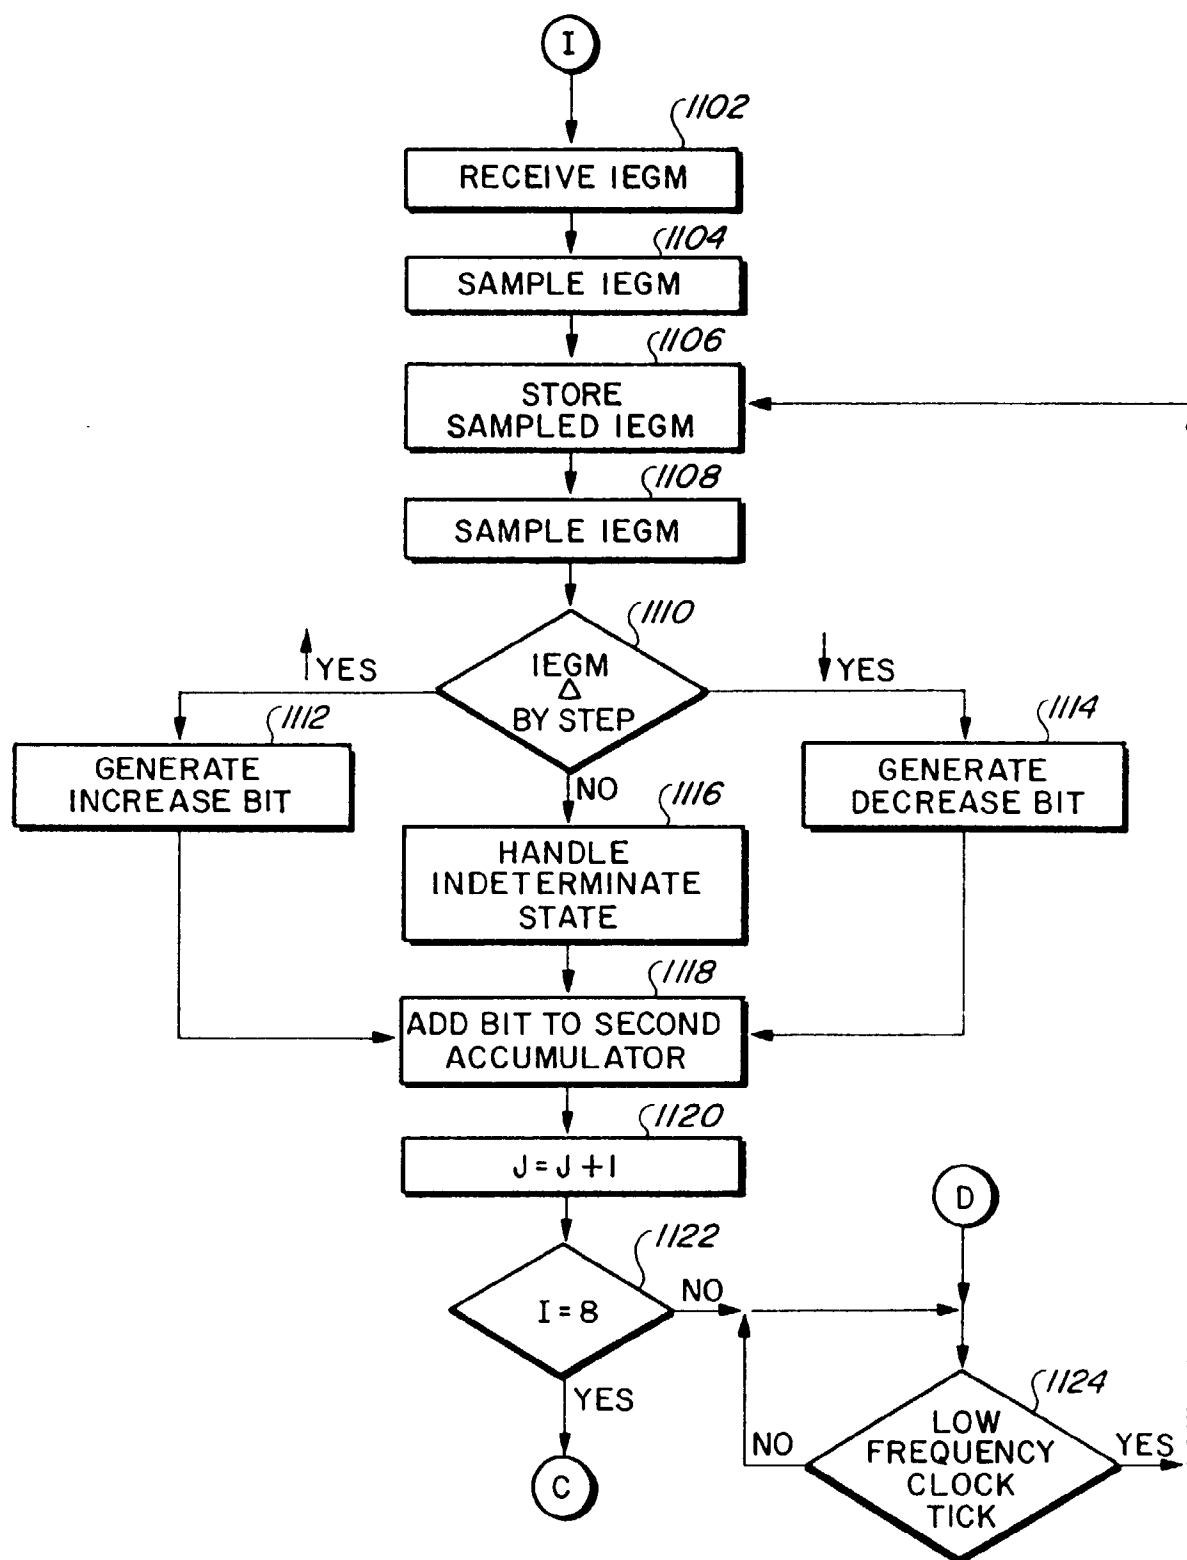 I
1102
RECEIVE IEGM
1104
SAMPLE IEGM
1106
STORE
SAMPLED IEGM
1108
SAMPLE IEGM
1110
IEGM
Δ
BY STEP
YES
YES
1112
GENERATE
INCREASE BIT
1114
GENERATE
DECREASE BIT
NO
1116
HANDLE
INDETERMINATE
STATE
1118
ADD BIT TO SECOND
ACCUMULATOR
1120
J=J+1
D
1122
I=8
NO
YES
1124
LOW
FREQUENCY
CLOCK
TICK
NO
YES
C